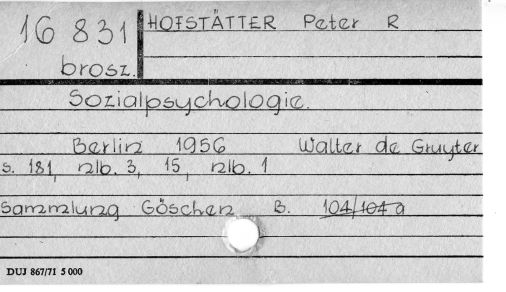 16 831 HOFSTÄTTER Peter R
brosz.
Sozialpsychologie.
Berlin 1956 Walter de Gruyter
s. 181, nlb. 3, 15, nlb. 1
Sammlung Göschen B. 104/104a
DUJ 867/71 5 000